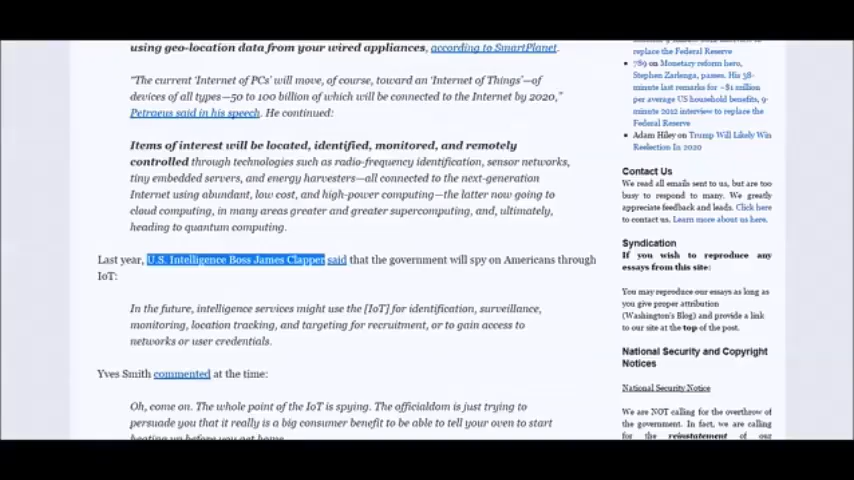 using geo-location data from your wired appliances, according to SmartPlanet.
“The current ‘Internet of PCs’ will move, of course, toward an ‘Internet of Things’—of
devices of all types—50 to 100 billion of which will be connected to the Internet by 2020,”
Petraeus said in his speech. He continued:
Items of interest will be located, identified, monitored, and remotely
controlled through technologies such as radio-frequency identification, sensor networks,
tiny embedded servers, and energy harvesters—all connected to the next-generation
Internet using abundant, low cost, and high-power computing—the latter now going to
cloud computing, in many areas greater and greater supercomputing, and, ultimately,
heading to quantum computing.
Last year, U.S. Intelligence Boss James Clapper said that the government will spy on Americans through
IoT:
In the future, intelligence services might use the [IoT] for identification, surveillance,
monitoring, location tracking, and targeting for recruitment, or to gain access to
networks or user credentials.
Yves Smith commented at the time:
Oh, come on. The whole point of the IoT is spying. The officialdom is just trying to
persuade you that it really is a big consumer benefit to be able to tell your oven to start
heating up before you get home.
replace the Federal Reserve
789 on Monetary reform hero,
Stephen Zarlenga, passes. His 38-
minute last remarks for ~$1 million
per average US household benefits, 9-
minute 2012 interview to replace the
Federal Reserve
Adam Hiley on Trump Will Likely Win
Reelection In 2020
Contact Us
We read all emails sent to us, but are too
busy to respond to many. We greatly
appreciate feedback and leads. Click here
to contact us. Learn more about us here.
Syndication
If you wish to reproduce any
essays from this site:
You may reproduce our essays as long as
you give proper attribution
(Washington's Blog) and provide a link
to our site at the top of the post.
National Security and Copyright
Notices
National Security Notice
We are NOT calling for the overthrow of
the government. In fact, we are calling
for the reinstatement of our